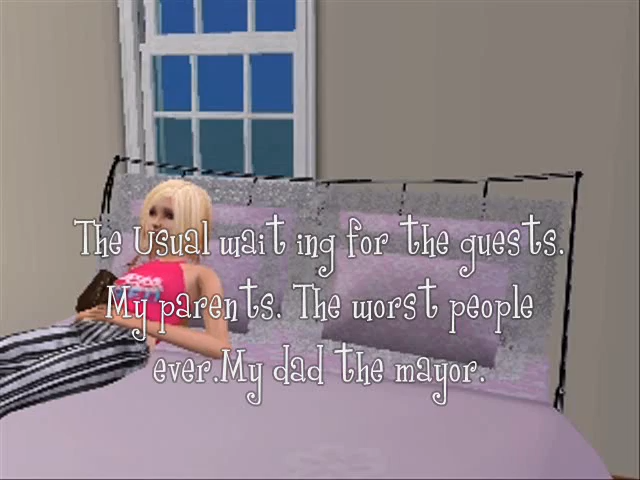 The Usual wait ing for the guests.
My parents. The worst people
ever.My dad the mayor.